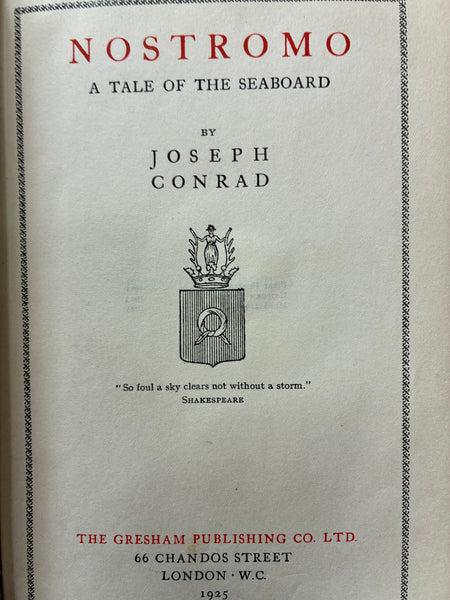 NOSTROMO
A TALE OF THE SEABOARD
BY
JOSEPH
CONRAD
"So foul a sky clears not without a storm."
SHAKESPEARE
THE GRESHAM PUBLISHING CO. LTD.
66 CHANDOS STREET
LONDON · W.C.
1925